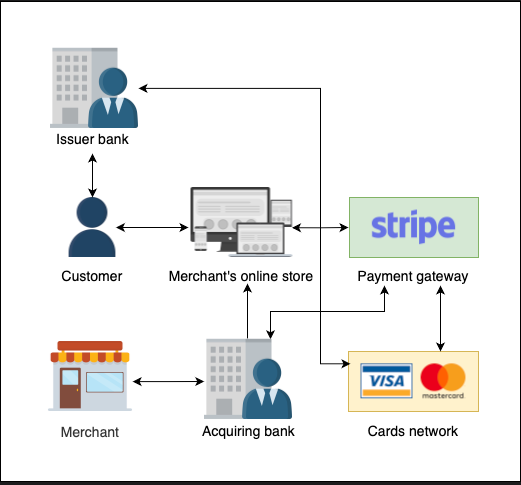 Issuer bank
stripe
Customer
Merchant's online store
Payment gateway
VISA
mastercard
Merchant
Acquiring bank
Cards network